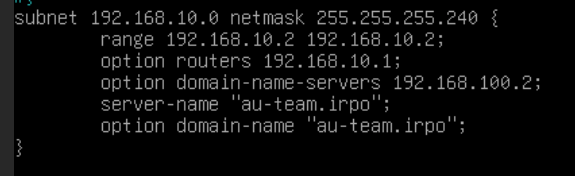 "}
subnet 192.168.10.0 netmask 255.255.255.240 {
range 192.168.10.2 192.168.10.2;
option routers 192.168.10.1;
option domain-name-servers 192.168.100.2;
server-name "au-team.irpo";
option domain-name "au-team.irpo";
}